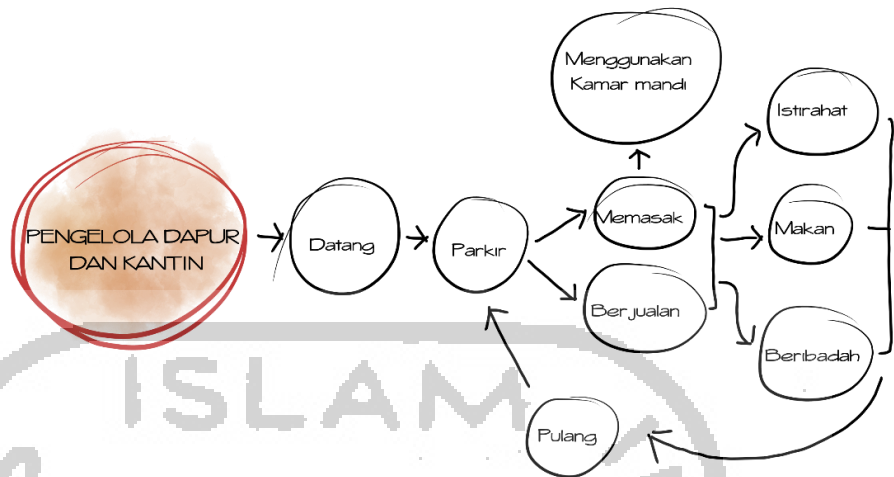 PENGELOLA DAPUR
DAN KANTIN
Datang
Parkir
Menggunakan
Kamar mandi
Memasak
Berjualan
Istirahat
Makan
Beribadah
Pulang
ISLAM